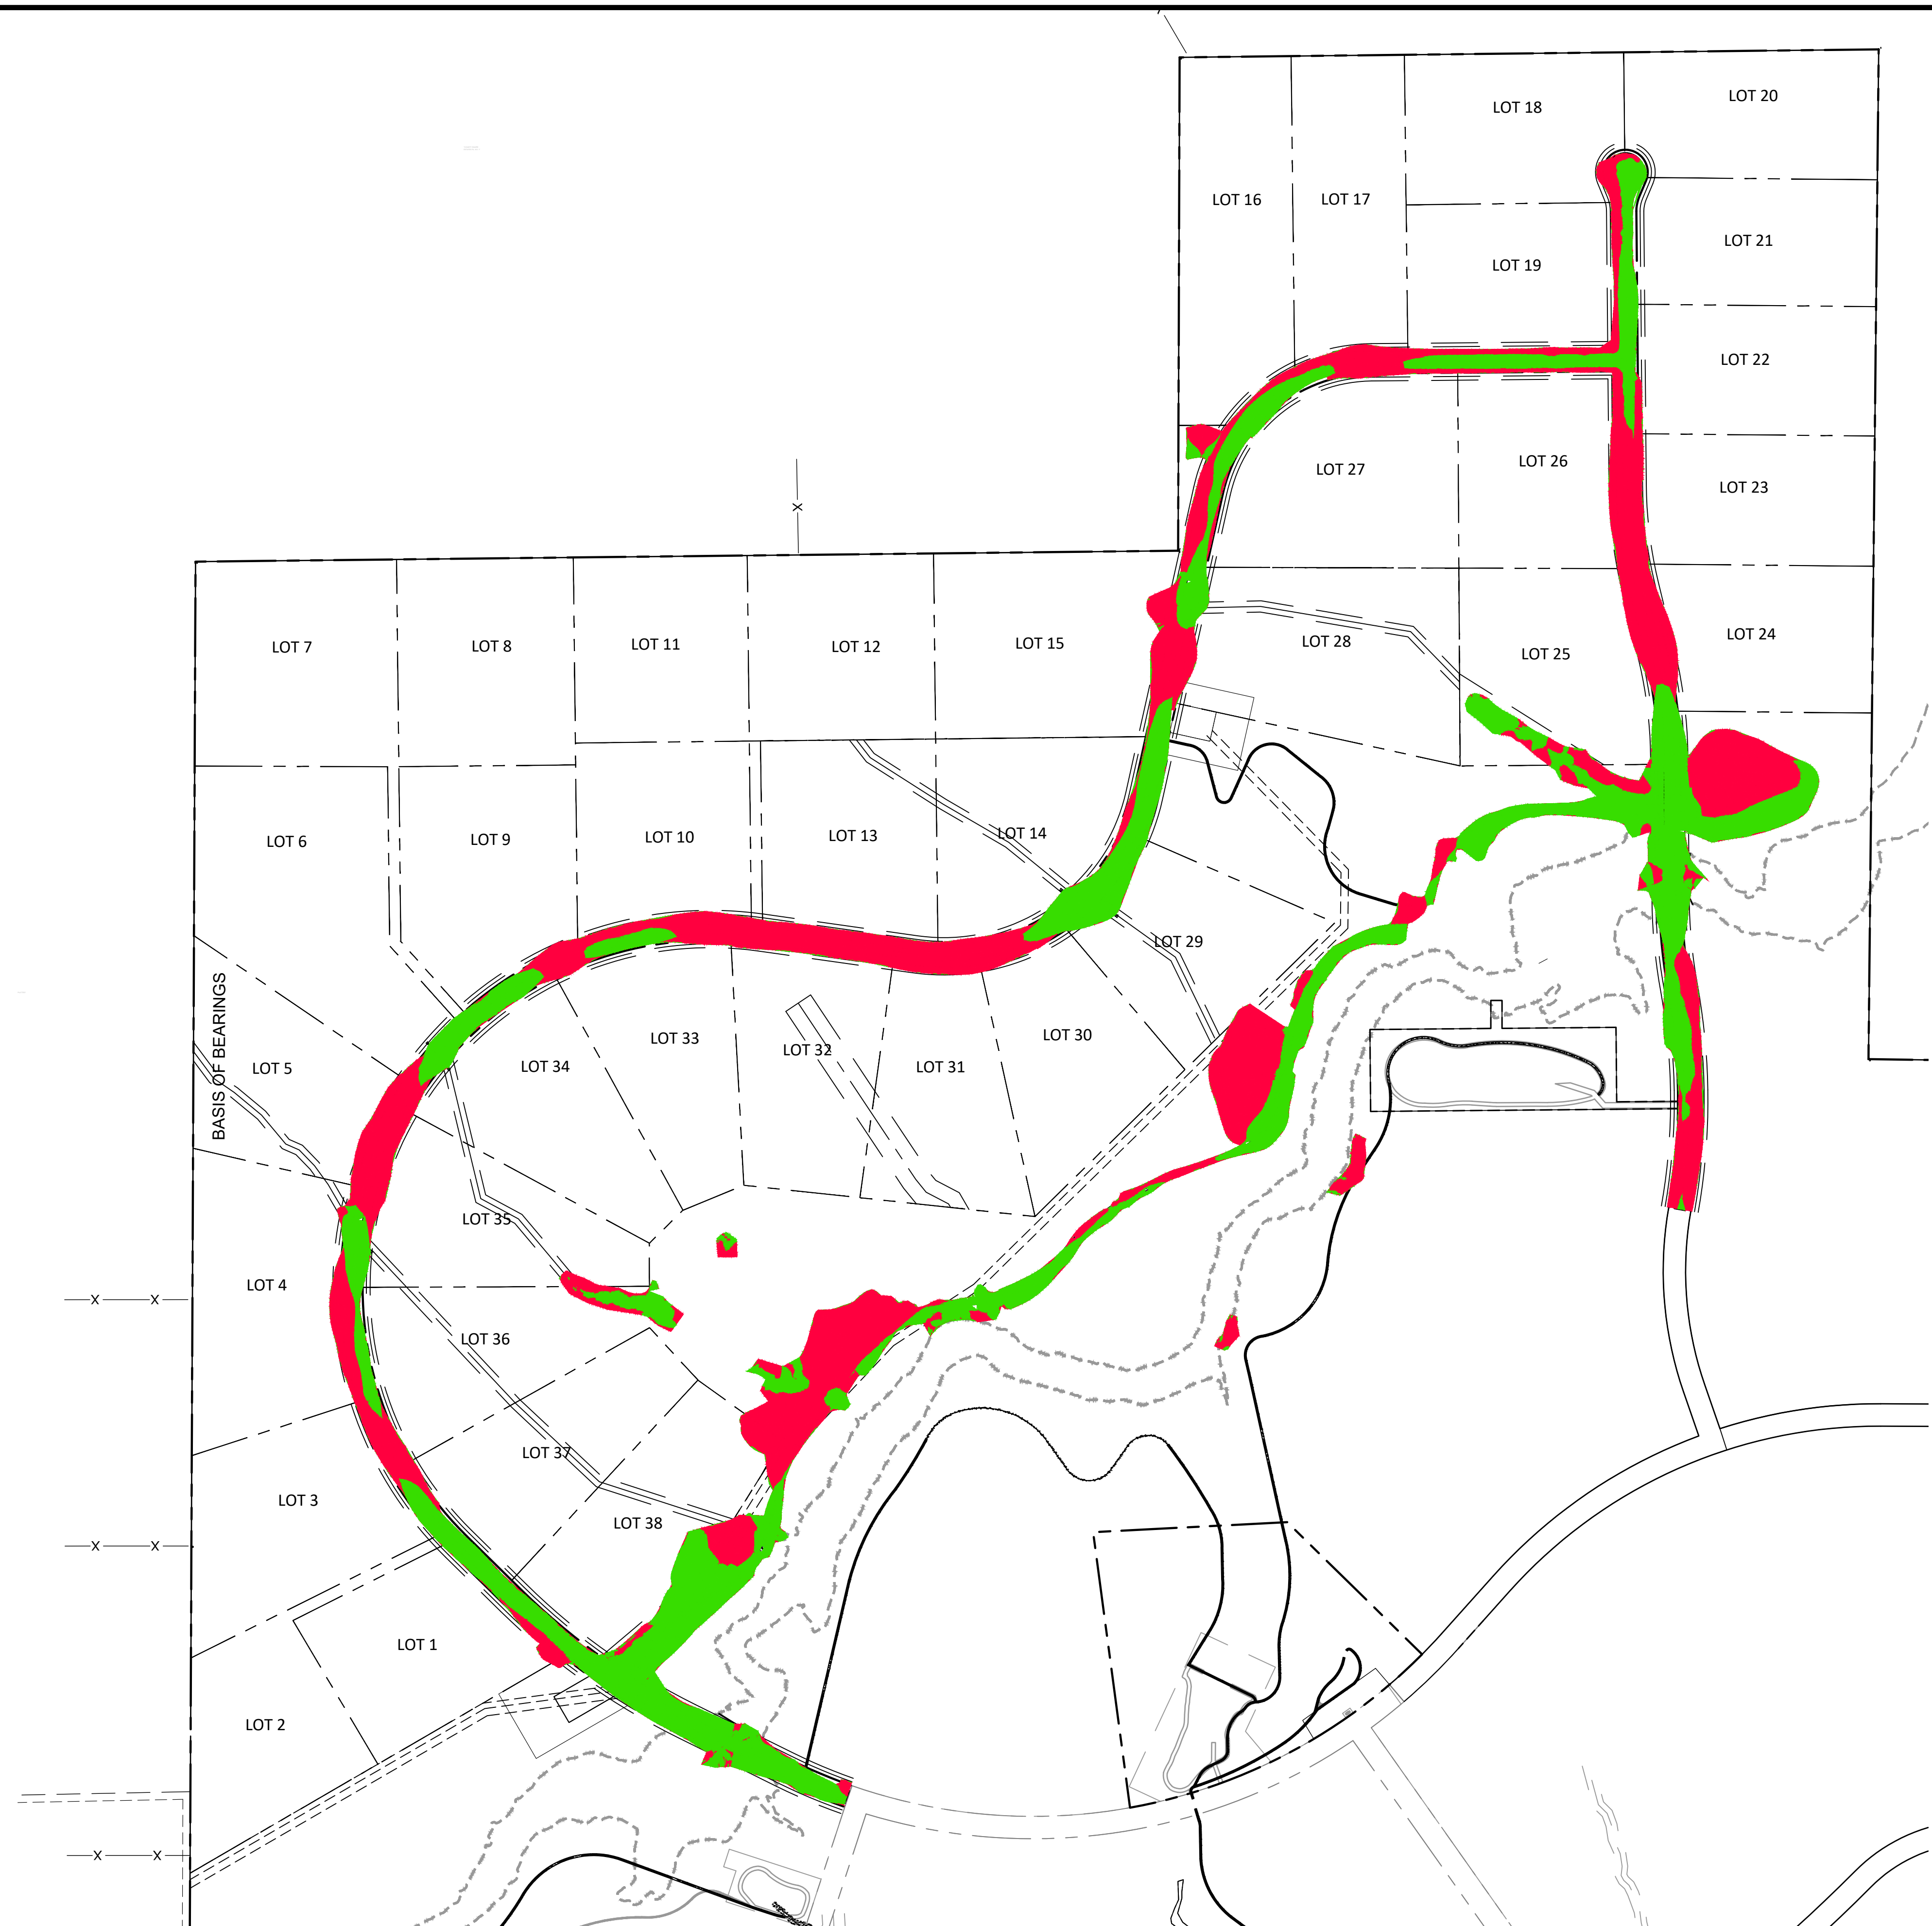 LOT 20
LOT 18
LOT 16
LOT 17
LOT 21
LOT 19
LOT 22
LOT 27
LOT 26
LOT 23
X
LOT 24
LOT 28
LOT 15
LOT 11
LOT 8
LOT 12
LOT 7
LOT 25
LOT 14
LOT 13
LOT 10
LOT 9
LOT 6
LOT 29
BASIS OF BEARINGS
LOT 30
LOT 33
LOT 32
LOT 34
LOT 31
LOT 5
LOT 35
LOT 4
X X
LOT 36
LOT 37
LOT 3
LOT 38
X X
LOT 1
LOT 2
X X